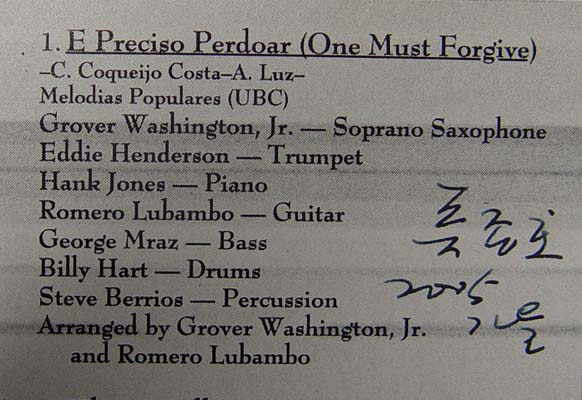 1. E Preciso Perdoar (One Must Forgive)
–C. Coqueijo Costa–A. Luz–
Melodias Populares (UBC)
Grover Washington, Jr. — Soprano Saxophone
Eddie Henderson — Trumpet
Hank Jones — Piano
Romero Lubambo — Guitar
George Mraz — Bass
Billy Hart — Drums
Steve Berrios — Percussion
Arranged by Grover Washington, Jr.
and Romero Lubambo
2005
가을